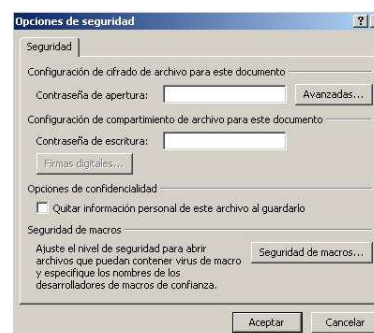 Opciones de seguridad
Seguridad
Configuración de cifrado de archivo para este documento
Contraseña de apertura: Avanzadas...
Configuración de compartimiento de archivo para este documento
Contraseña de escritura:
Firmas digitales...
Opciones de confidencialidad
Quitar información personal de este archivo al guardarlo
Seguridad de macros
Ajuste el nivel de seguridad para abrir
archivos que puedan contener virus de macro
y especifique los nombres de los
desarrolladores de macros de confianza.
Seguridad de macros...
Aceptar Cancelar